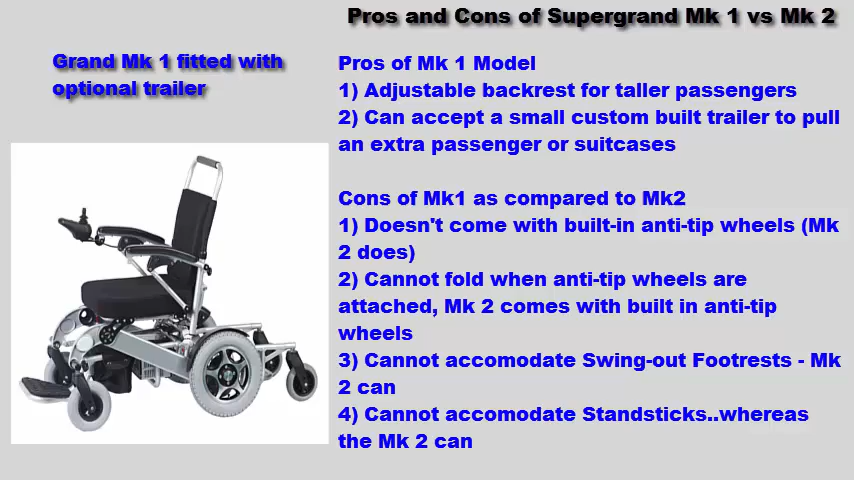 Pros and Cons of Supergrand Mk 1 vs Mk 2
Grand Mk 1 fitted with
optional trailer
Pros of Mk 1 Model
1) Adjustable backrest for taller passengers
2) Can accept a small custom built trailer to pull
an extra passenger or suitcases
Cons of Mk1 as compared to Mk2
1) Doesn't come with built-in anti-tip wheels (Mk
2 does)
2) Cannot fold when anti-tip wheels are
attached, Mk 2 comes with built in anti-tip
wheels
3) Cannot accomodate Swing-out Footrests - Mk
2 can
4) Cannot accomodate Standsticks..whereas
the Mk 2 can